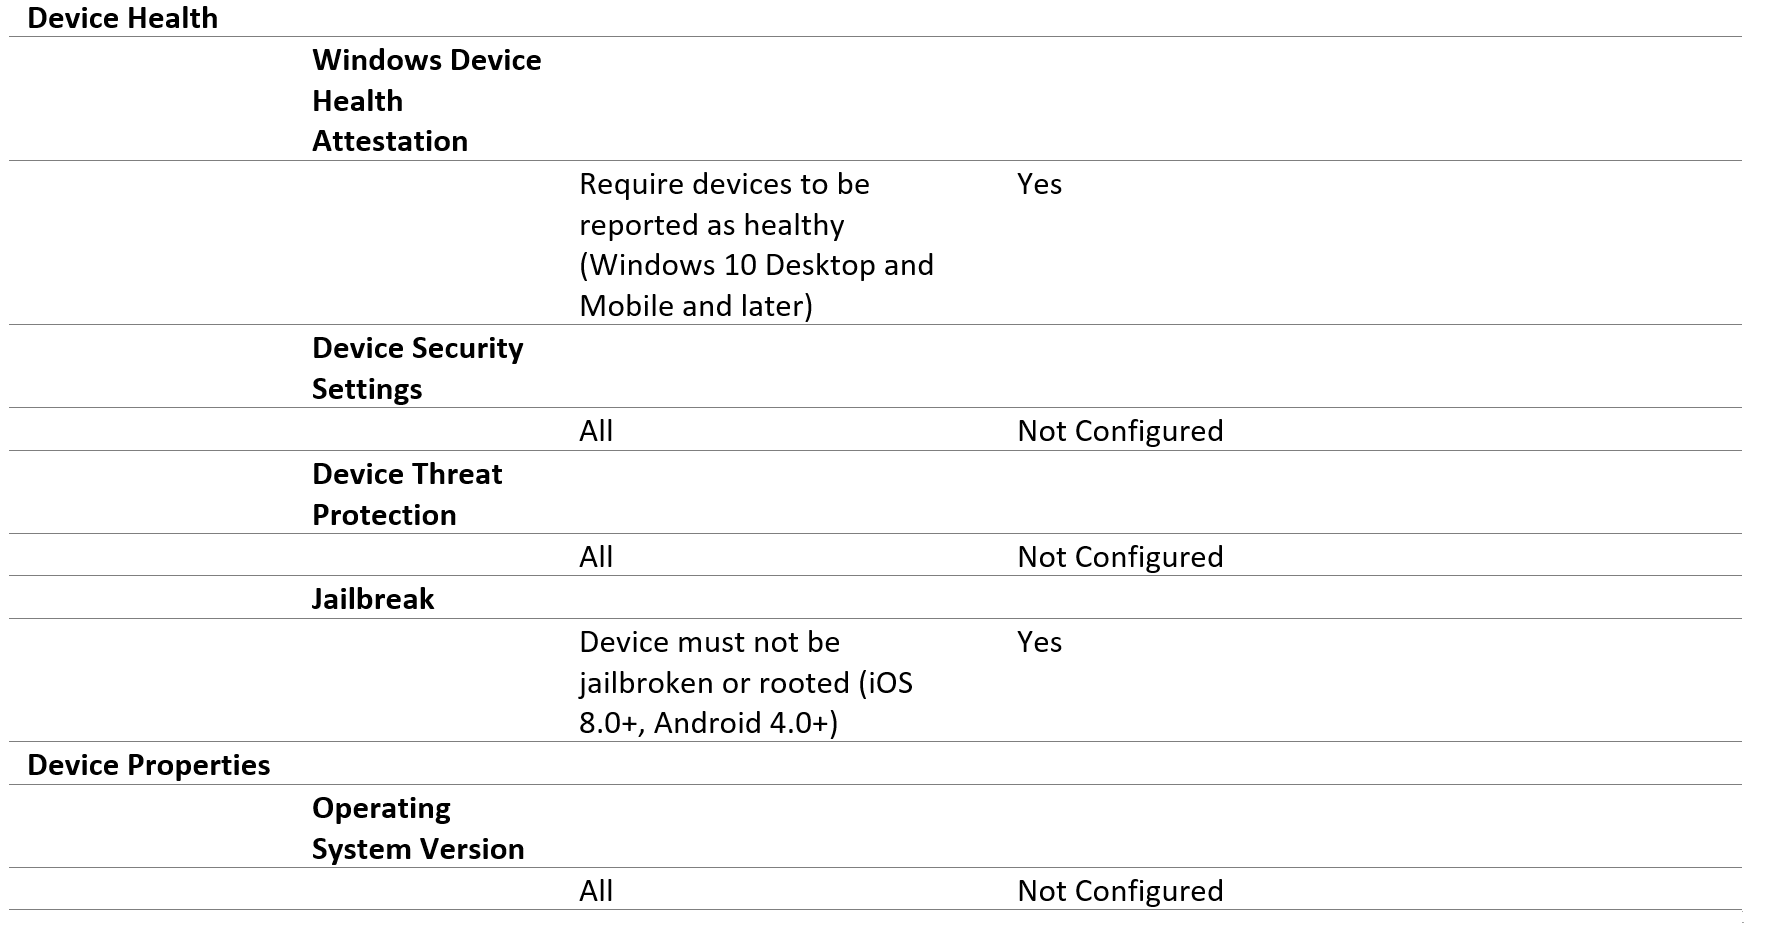 Device Health
Windows Device
Health
Attestation
Require devices to be Yes
reported as healthy
(Windows 10 Desktop and
Mobile and later)
Device Security
Settings
All Not Configured
Device Threat
Protection
All Not Configured
Jailbreak
Device must not be Yes
jailbroken or rooted (iOS
8.0+, Android 4.0+)
Device Properties
Operating
System Version
All Not Configured